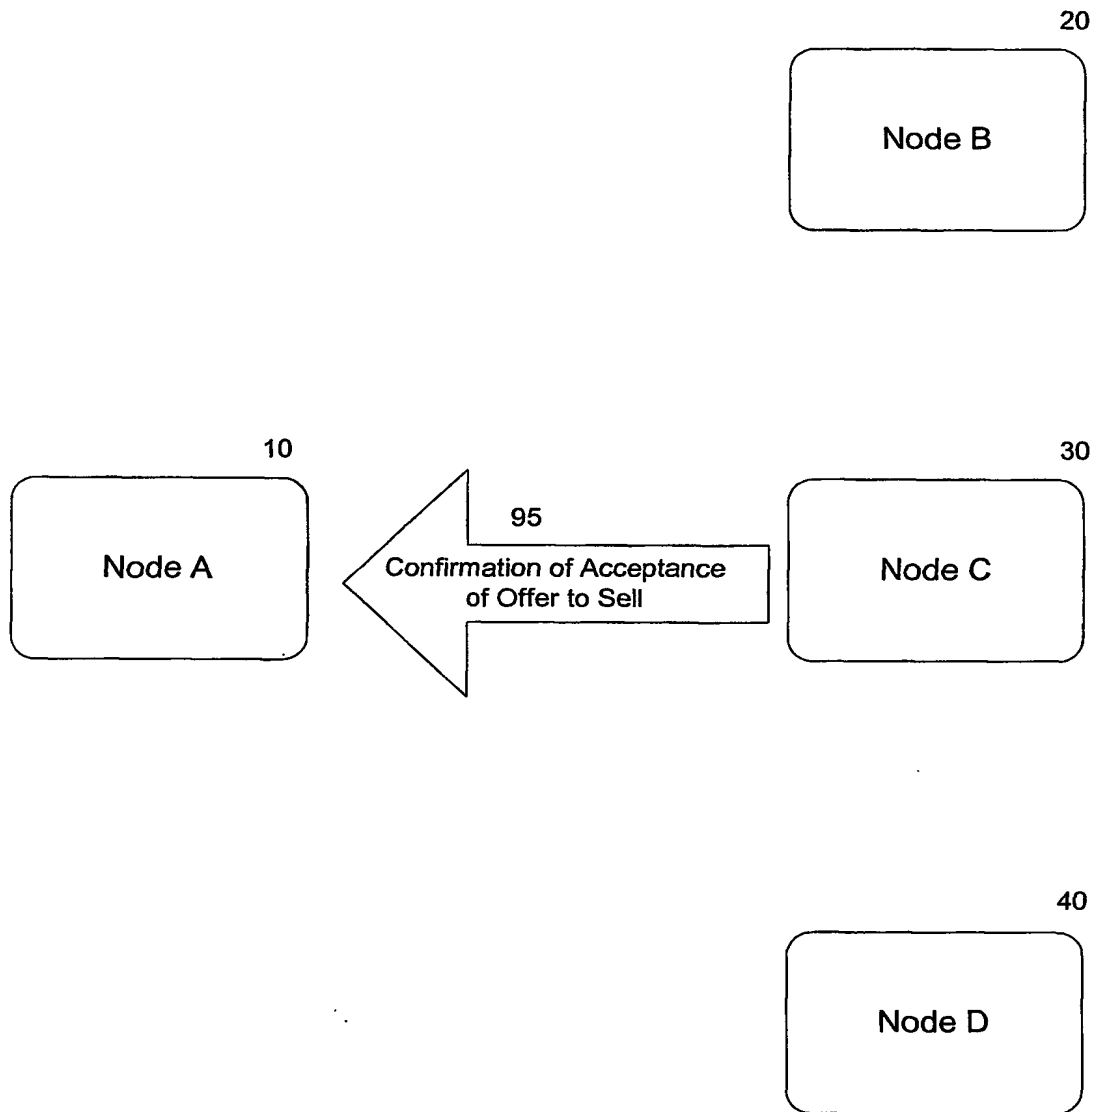 20
Node B
10
30
95
Node A
Confirmation of Acceptance
of Offer to Sell
Node C
40
Node D